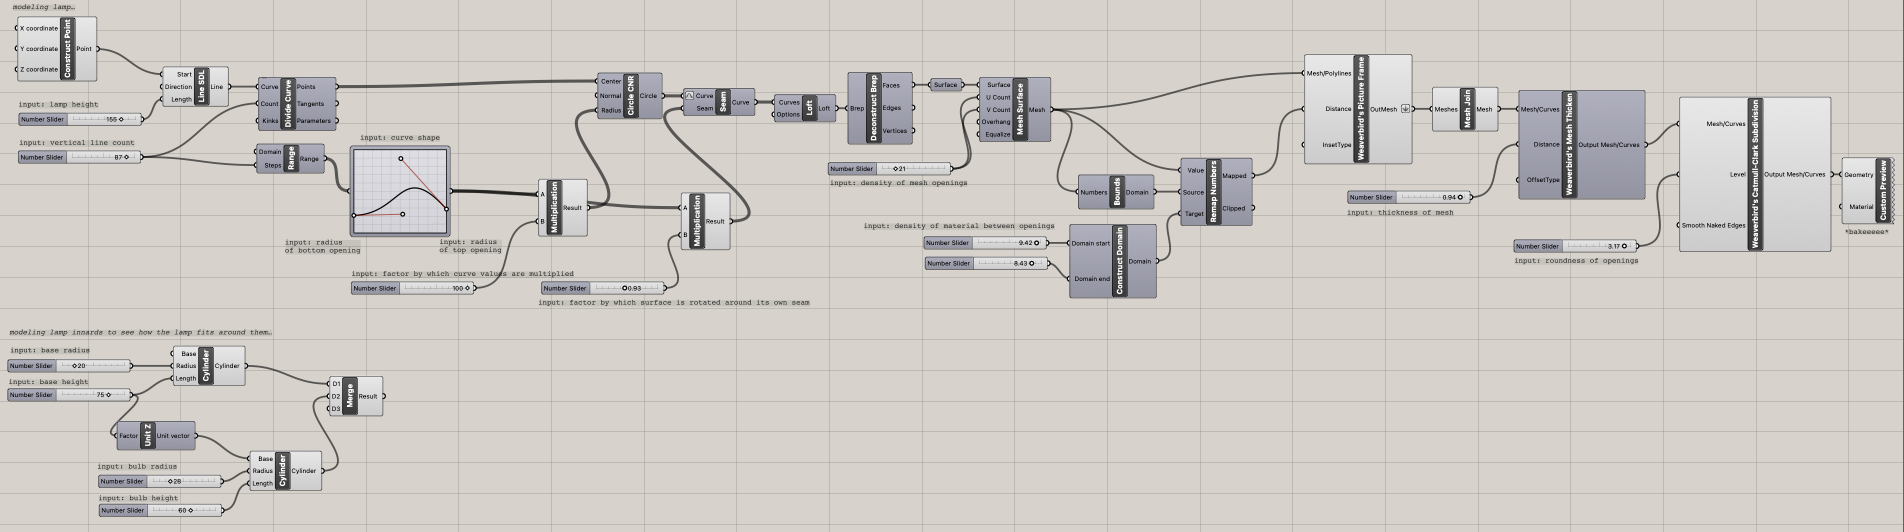 modeling lamp…
X coordinate
Y coordinate
Z coordinate
Construct Point
Point
Start
Direction
Length
Line SDL
Line
input: lamp height
Number Slider
155
input: vertical line count
Number Slider
87
Curve
Count
Kinks
Divide Curve
Points
Tangents
Parameters
Domain
Steps
Range
Range
input: curve shape
input: radius
of bottom opening
input: radius
of top opening
A
B
Multiplication
Result
input: factor by which curve values are multiplied
Number Slider
100
Center
Normal
Radius
Circle CNR
Circle
Curve
Seam
Seam
Curve
A
B
Multiplication
Result
Number Slider
0.93
input: factor by which surface is rotated around its own seam
Curves
Options
Loft
Loft
Brep
Deconstruct Brep
Faces
Edges
Vertices
Surface
Surface
U Count
V Count
Overhang
Equalize
Mesh Surface
Mesh
Number Slider
21
input: density of mesh openings
Numbers
Bounds
Domain
input: density of material between openings
Number Slider
9.42
Number Slider
8.43
Domain start
Domain end
Construct Domain
Domain
Value
Source
Target
Remap Numbers
Mapped
Clipped
Mesh/Polylines
Distance
InsetType
Weaverbird's Picture Frame
OutMesh
Meshes
Mesh Join
Mesh
Number Slider
0.94
input: thickness of mesh
Mesh/Curves
Distance
OffsetType
Weaverbird's Mesh Thicken
Output Mesh/Curves
Number Slider
3.17
input: roundness of openings
Mesh/Curves
Level
Smooth Naked Edges
Weaverbird's Catmull-Clark Subdivision
Output Mesh/Curves
Geometry
Material
Custom Preview
*bakeeeee*
modeling lamp innards to see how the lamp fits around them…
input: base radius
Number Slider
20
input: base height
Number Slider
75
Base
Radius
Length
Cylinder
Cylinder
Factor
Unit Z
Unit vector
input: bulb radius
Number Slider
28
input: bulb height
Number Slider
60
Base
Radius
Length
Cylinder
Cylinder
D1
D2
D3
Merge
Result